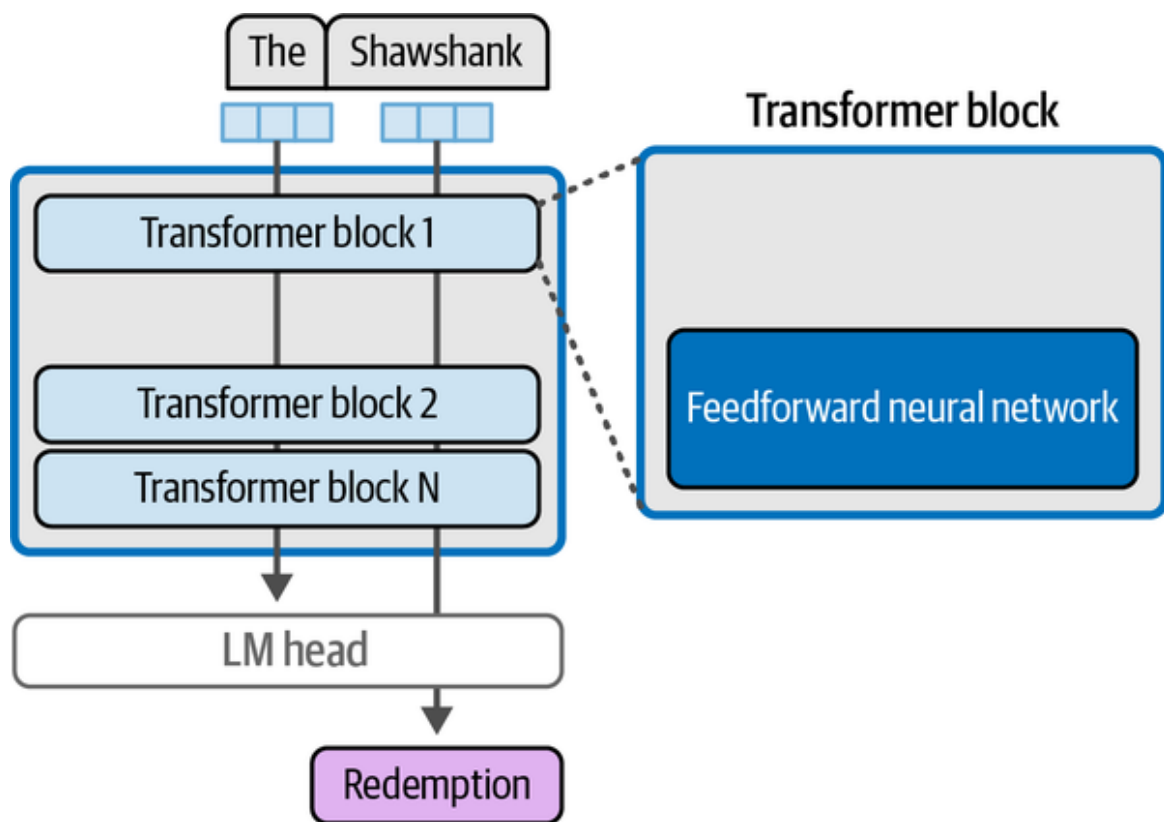 The Shawshank
Transformer block
Transformer block 1
Transformer block 2
Feedforward neural network
Transformer block N
LM head
Redemption